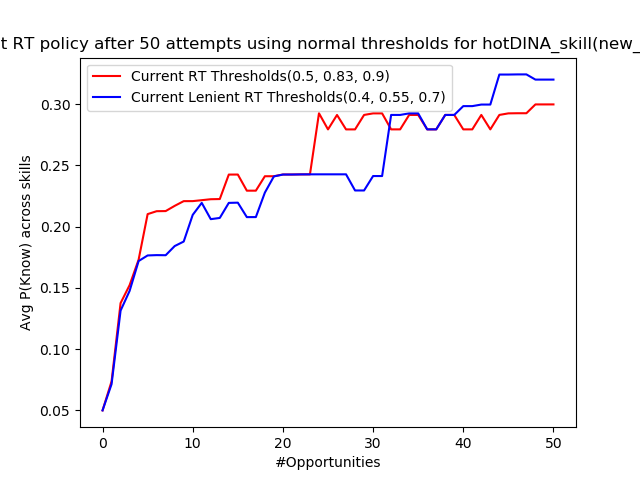 t RT policy after 50 attempts using normal thresholds for hotDINA_skill(new_
Current RT Thresholds(0.5, 0.83, 0.9)
Current Lenient RT Thresholds(0.4, 0.55, 0.7)
0.30
0.25
0.20
0.15
0.10
0.05
Avg P(Know) across skills
0 10 20 30 40 50
#Opportunities